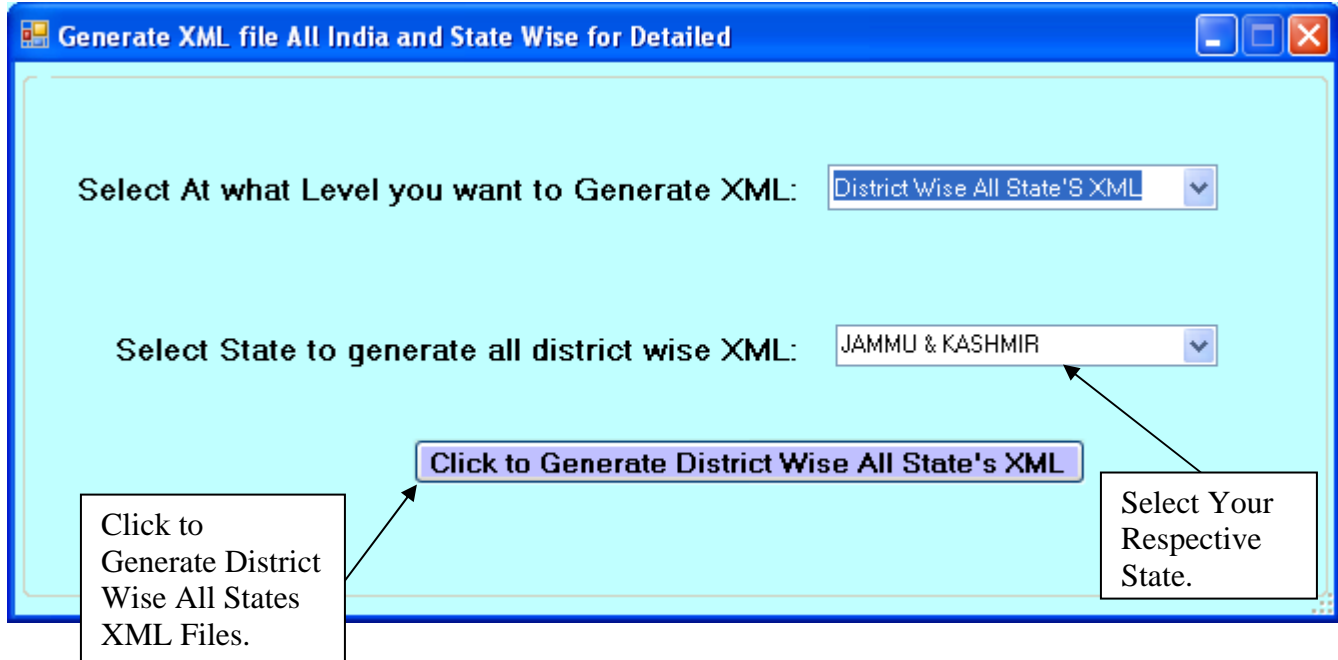 Generate XML file All India and State Wise for Detailed
Select At what Level you want to Generate XML:
District Wise All State'S XML
Select State to generate all district wise XML:
JAMMU & KASHMIR
Click to Generate District Wise All State's XML
Click to
Generate District
Wise All States
XML Files.
Select Your
Respective
State.